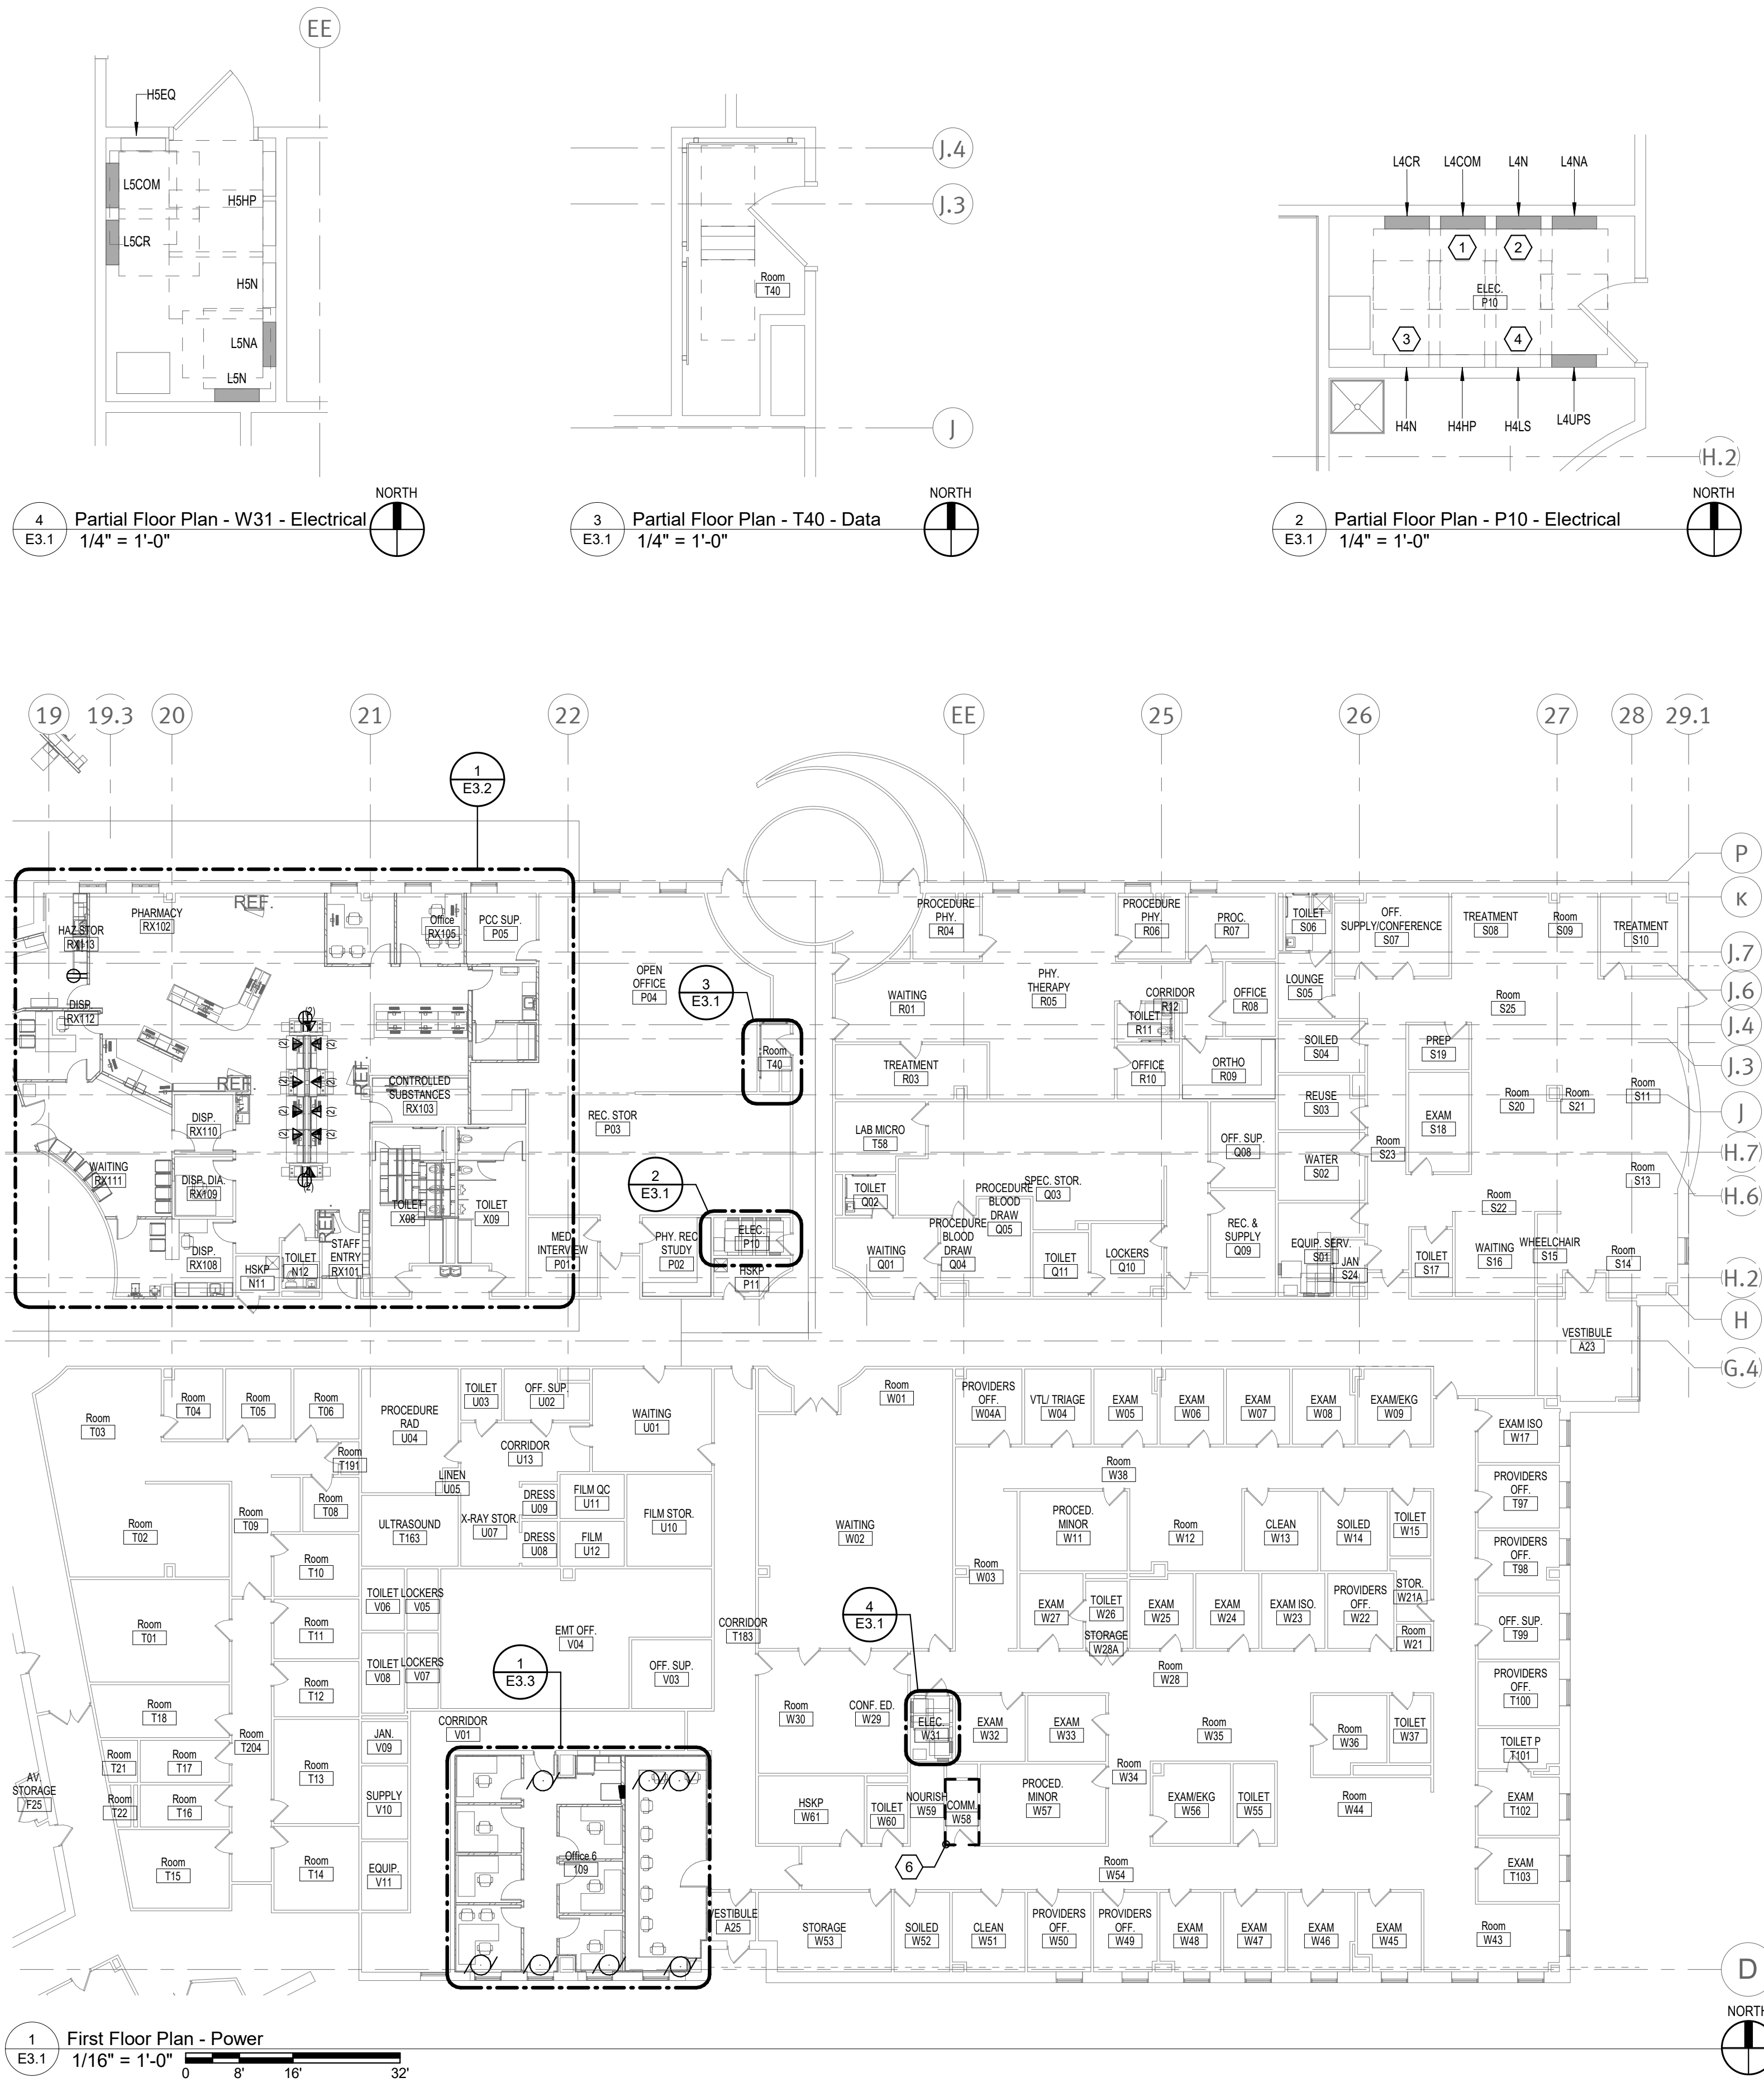 EE
H5EQ
L5COM
H5HP
L5CR
H5N
L5NA
L5N
4
E3.1
Partial Floor Plan - W31 - Electrical
1/4" = 1'-0"
NORTH
J.4
J.3
Room
T40
J
3
E3.1
Partial Floor Plan - T40 - Data
1/4" = 1'-0"
NORTH
L4CR
L4COM
L4N
L4NA
1
2
ELEC.
P10
3
4
H4N
H4HP
H4LS
L4UPS
H.2
2
E3.1
Partial Floor Plan - P10 - Electrical
1/4" = 1'-0"
NORTH
19
19.3
20
21
22
EE
25
26
27
28
29.1
1
E3.2
P
K
J.7
J.6
J.4
J.3
J
H.7
H.6
H.2
H
G.4
D
HAZ STOR
RX113
PHARMACY
RX102
REF.
Office
RX105
PCC SUP.
P05
DISP.
RX112
REF.
REF.
CONTROLLED
SUBSTANCES
RX103
DISP.
RX110
(2)
(2)
(2)
(2)
(2)
(2)
(2)
(2)
(2)
(2)
WAITING
RX111
DISP. DIA.
RX109
TOILET
X08
TOILET
X09
DISP.
RX108
HSKP
N11
TOILET
N12
REF.
STAFF
ENTRY
RX101
MED
INTERVIEW
P01
OPEN
OFFICE
P04
3
E3.1
Room
T40
REC. STOR
P03
2
E3.1
PHY. REC
STUDY
P02
ELEC.
P10
HSKP
P11
PROCEDURE
PHY.
R04
PROCEDURE
PHY.
R06
PROC.
R07
WAITING
R01
PHY.
THERAPY
R05
CORRIDOR
R12
TOILET
R11
OFFICE
R08
TREATMENT
R03
OFFICE
R10
ORTHO
R09
LAB MICRO
T58
TOILET
Q02
PROCEDURE
BLOOD
DRAW
Q05
SPEC. STOR.
Q03
PROCEDURE
BLOOD
DRAW
Q04
WAITING
Q01
TOILET
Q11
LOCKERS
Q10
OFF. SUP.
Q08
REC. &
SUPPLY
Q09
TOILET
S06
OFF.
SUPPLY/CONFERENCE
S07
TREATMENT
S08
Room
S09
TREATMENT
S10
LOUNGE
S05
Room
S25
SOILED
S04
PREP
S19
REUSE
S03
EXAM
S18
Room
S20
Room
S21
Room
S11
Room
S23
WATER
S02
Room
S13
Room
S22
EQUIP. SERV.
S01
JAN
S24
TOILET
S17
WAITING
S16
WHEELCHAIR
S15
Room
S14
VESTIBULE
A23
Room
T03
Room
T04
Room
T05
Room
T06
Room
T191
Room
T08
Room
T02
Room
T09
Room
T10
Room
T01
Room
T11
Room
T12
Room
T18
Room
T204
Room
T21
Room
T17
Room
T13
Room
T22
Room
T16
Room
T15
Room
T14
AV.
STORAGE
F25
PROCEDURE
RAD
U04
TOILET
U03
OFF. SUP.
U02
WAITING
U01
CORRIDOR
U13
LINEN
U05
DRESS
U09
FILM QC
U11
ULTRASOUND
T163
X-RAY STOR.
U07
FILM STOR.
U10
DRESS
U08
FILM
U12
TOILET
V06
LOCKERS
V05
EMT OFF.
V04
TOILET
V08
LOCKERS
V07
1
E3.3
OFF. SUP.
V03
CORRIDOR
T183
CORRIDOR
V01
JAN.
V09
SUPPLY
V10
EQUIP.
V11
Office 6
109
VESTIBULE
A25
Room
W01
PROVIDERS
OFF.
W04A
VTL/ TRIAGE
W04
EXAM
W05
EXAM
W06
EXAM
W07
EXAM
W08
EXAM/EKG
W09
EXAM ISO
W17
Room
W38
PROVIDERS
OFF.
T97
WAITING
W02
PROCED.
MINOR
W11
Room
W12
CLEAN
W13
SOILED
W14
TOILET
W15
PROVIDERS
OFF.
T98
Room
W03
EXAM
W27
TOILET
W26
EXAM
W25
EXAM
W24
EXAM ISO.
W23
PROVIDERS
OFF.
W22
STOR.
W21A
Room
W21
STORAGE
W28A
OFF. SUP.
T99
4
E3.1
Room
W28
PROVIDERS
OFF.
T100
Room
W30
CONF. ED.
W29
ELEC.
W31
EXAM
W32
EXAM
W33
Room
W35
Room
W36
TOILET
W37
TOILET P
T101
Room
W34
HSKP
W61
TOILET
W60
NOURISH
W59
COMM.
W58
PROCED.
MINOR
W57
EXAM/EKG
W56
TOILET
W55
Room
W44
EXAM
T102
6
Room
W54
EXAM
T103
STORAGE
W53
SOILED
W52
CLEAN
W51
PROVIDERS
OFF.
W50
PROVIDERS
OFF.
W49
EXAM
W48
EXAM
W47
EXAM
W46
EXAM
W45
Room
W43
1
E3.1
First Floor Plan - Power
1/16" = 1'-0"
0 8' 16' 32'
NORTH